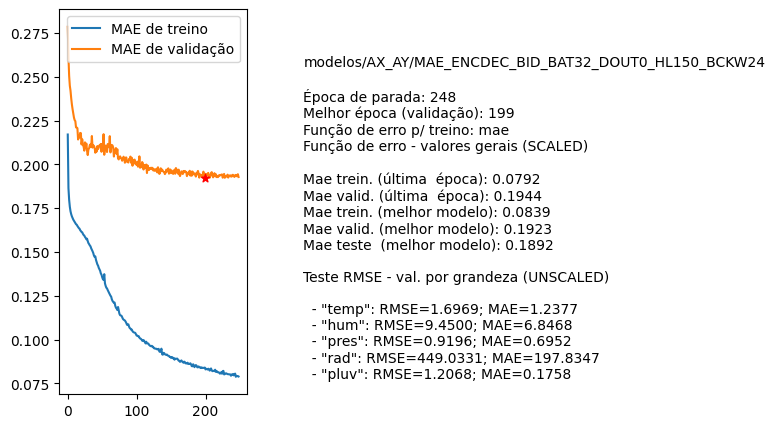 MAE de treino
MAE de validação
0.275
0.250
0.225
0.200
0.175
0.150
0.125
0.100
0.075
0 100 200
modelos/AX_AY/MAE_ENCDEC_BID_BAT32_DOUT0_HL150_BCKW24
Época de parada: 248
Melhor época (validação): 199
Função de erro p/ treino: mae
Função de erro - valores gerais (SCALED)
Mae trein. (última  época): 0.0792
Mae valid. (última  época): 0.1944
Mae trein. (melhor modelo): 0.0839
Mae valid. (melhor modelo): 0.1923
Mae teste  (melhor modelo): 0.1892
Teste RMSE - val. por grandeza (UNSCALED)
- "temp": RMSE=1.6969; MAE=1.2377
- "hum": RMSE=9.4500; MAE=6.8468
- "pres": RMSE=0.9196; MAE=0.6952
- "rad": RMSE=449.0331; MAE=197.8347
- "pluv": RMSE=1.2068; MAE=0.1758